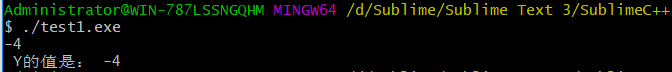 Administrator@WIN-787LSSNGQHM MINGW64 /d/Sublime/Sublime Text 3/SublimeC++
$ ./test1.exe
-4
Y的值是： -4